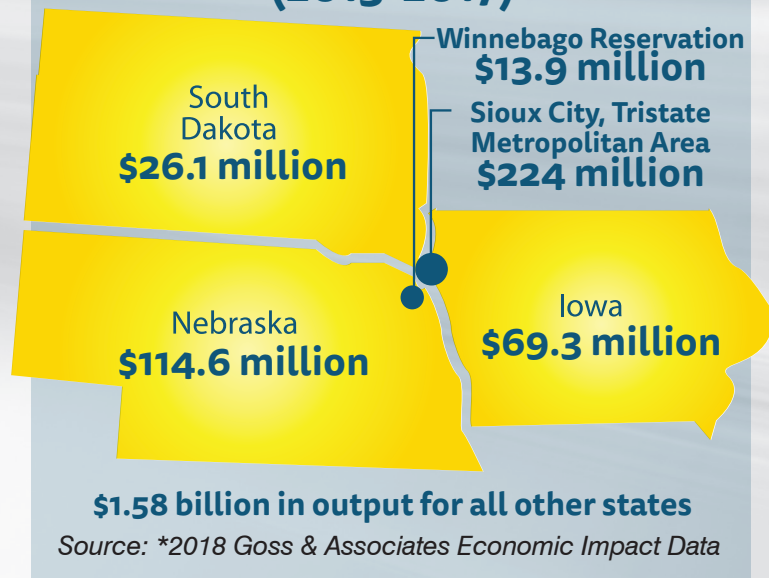 Winnebago Reservation
$13.9 million
Sioux City, Tristate
Metropolitan Area
$224 million
South
Dakota
$26.1 million
Nebraska
$114.6 million
Iowa
$69.3 million
$1.58 billion in output for all other states
Source: *2018 Goss & Associates Economic Impact Data